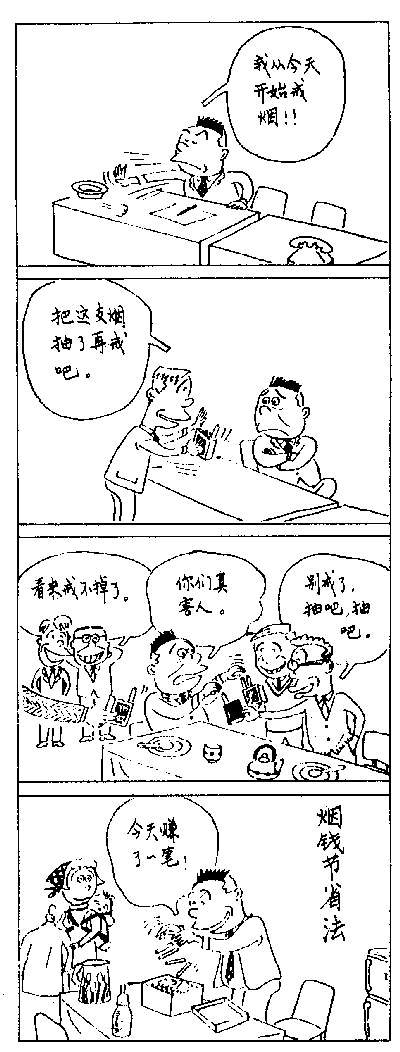 我从今天
开始戒
烟!!
把这支烟
抽了再戒
吧。
看来戒不掉了。
你们真
害人。
别戒了,
抽吧,抽
吧。
今天赚
了一笔!
烟钱节省法